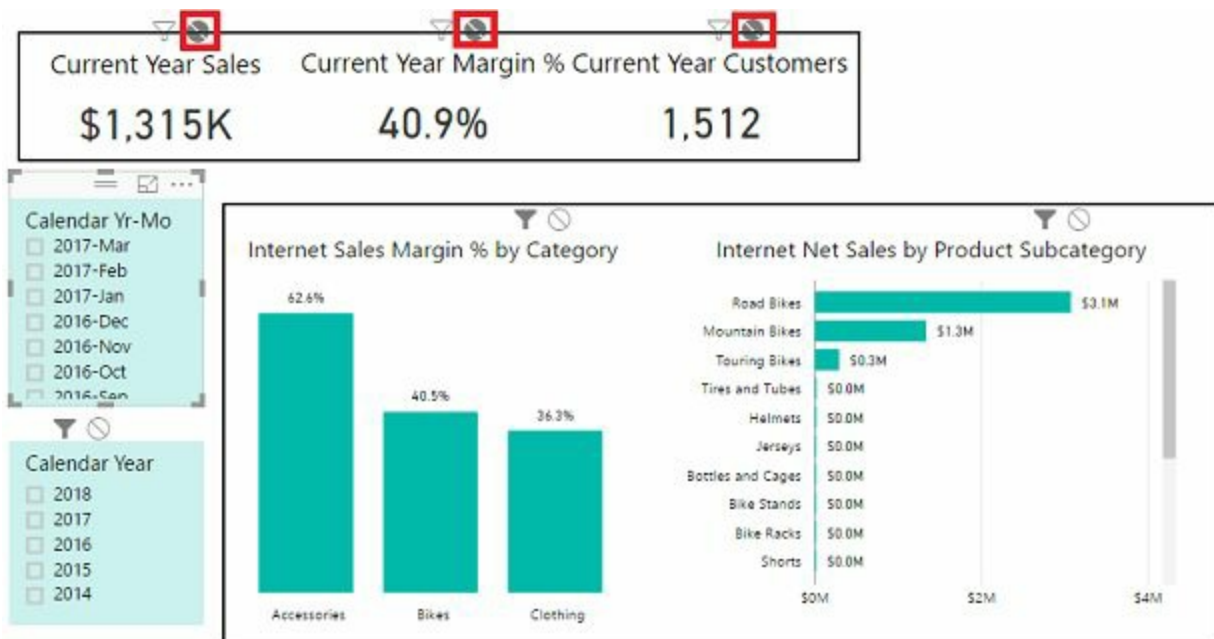 Current Year Sales
$1,315K
Current Year Margin %
40.9%
Current Year Customers
1,512
Calendar Yr-Mo
2017-Mar
2017-Feb
2017-Jan
2016-Dec
2016-Nov
2016-Oct
2016-Sep
Calendar Year
2018
2017
2016
2015
2014
Internet Sales Margin % by Category
62.6%
40.5%
36.3%
Accessories
Bikes
Clothing
Internet Net Sales by Product Subcategory
Road Bikes $3.1M
Mountain Bikes $1.3M
Touring Bikes $0.3M
Tires and Tubes $0.0M
Helmets $0.0M
Jerseys $0.0M
Bottles and Cages $0.0M
Bike Stands $0.0M
Bike Racks $0.0M
Shorts $0.0M
$0M $2M $4M